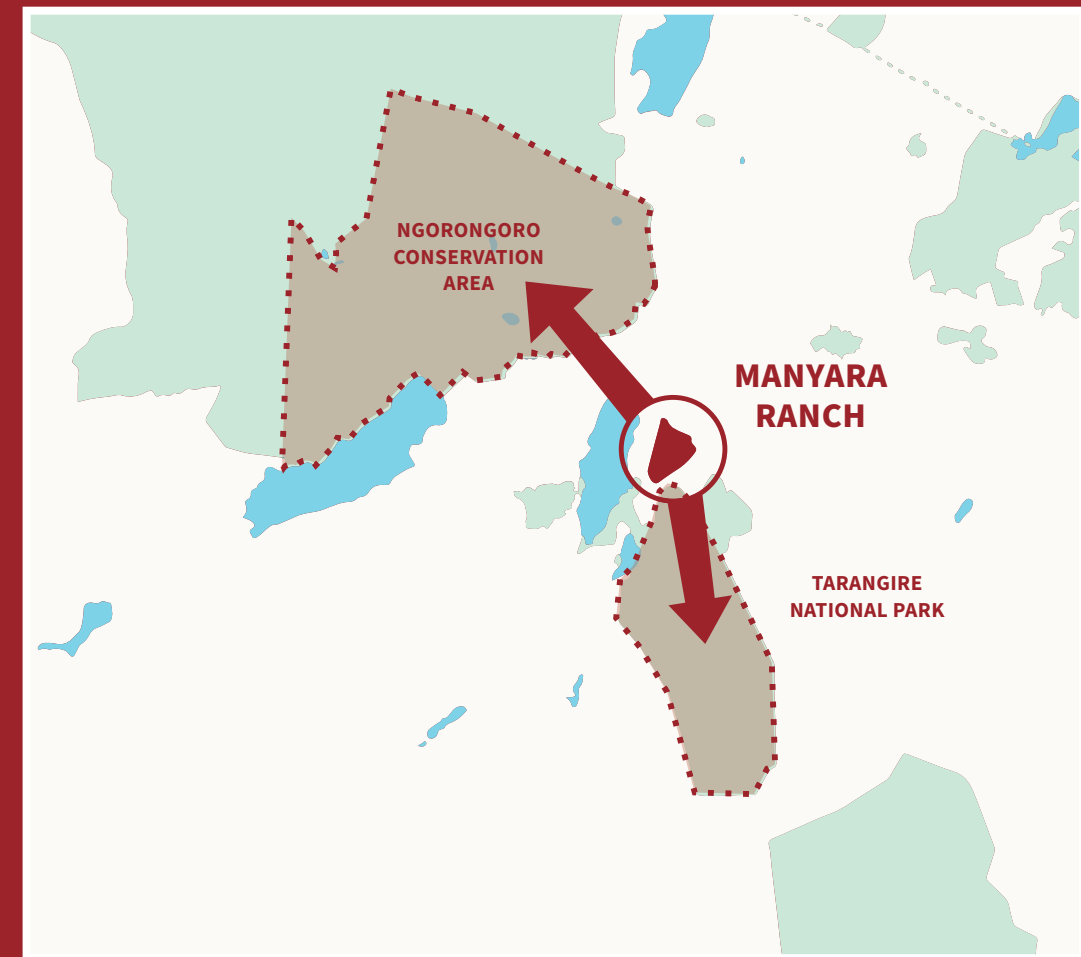 NGORONGORO
CONSERVATION
AREA
MANYARA
RANCH
TARANGIRE
NATIONAL PARK